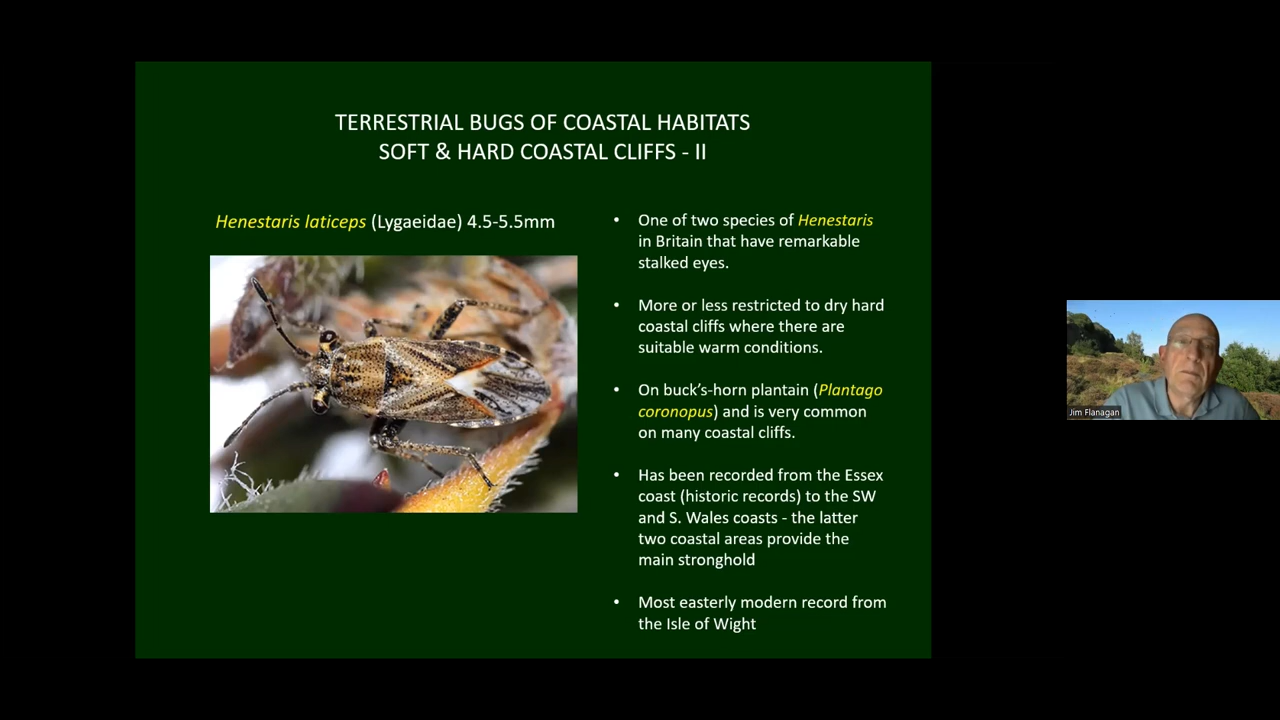 TERRESTRIAL BUGS OF COASTAL HABITATS
SOFT & HARD COASTAL CLIFFS - II
Henestaris laticeps (Lygaeidae) 4.5-5.5mm
• One of two species of Henestaris
in Britain that have remarkable
stalked eyes.
• More or less restricted to dry hard
coastal cliffs where there are
suitable warm conditions.
• On buck’s-horn plantain (Plantago
coronopus) and is very common
on many coastal cliffs.
• Has been recorded from the Essex
coast (historic records) to the SW
and S. Wales coasts - the latter
two coastal areas provide the
main stronghold
• Most easterly modern record from
the Isle of Wight
Jim Flanagan